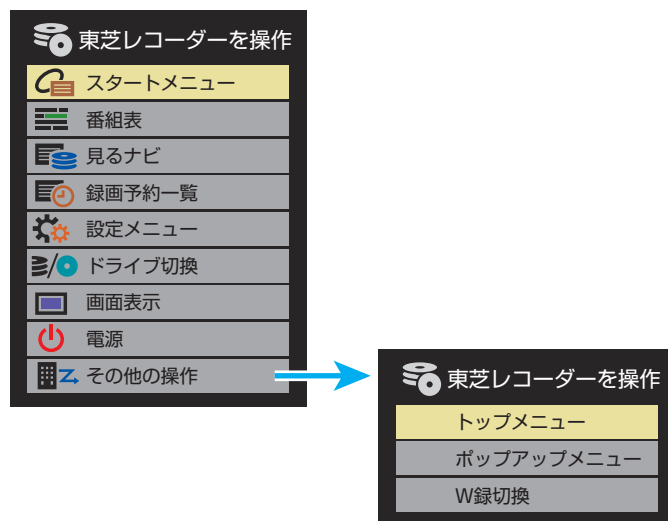 東芝レコーダーを操作
スタートメニュー
番組表
見るナビ
録画予約一覧
設定メニュー
ドライブ切換
画面表示
電源
その他の操作
東芝レコーダーを操作
トップメニュー
ポップアップメニュー
W録切換